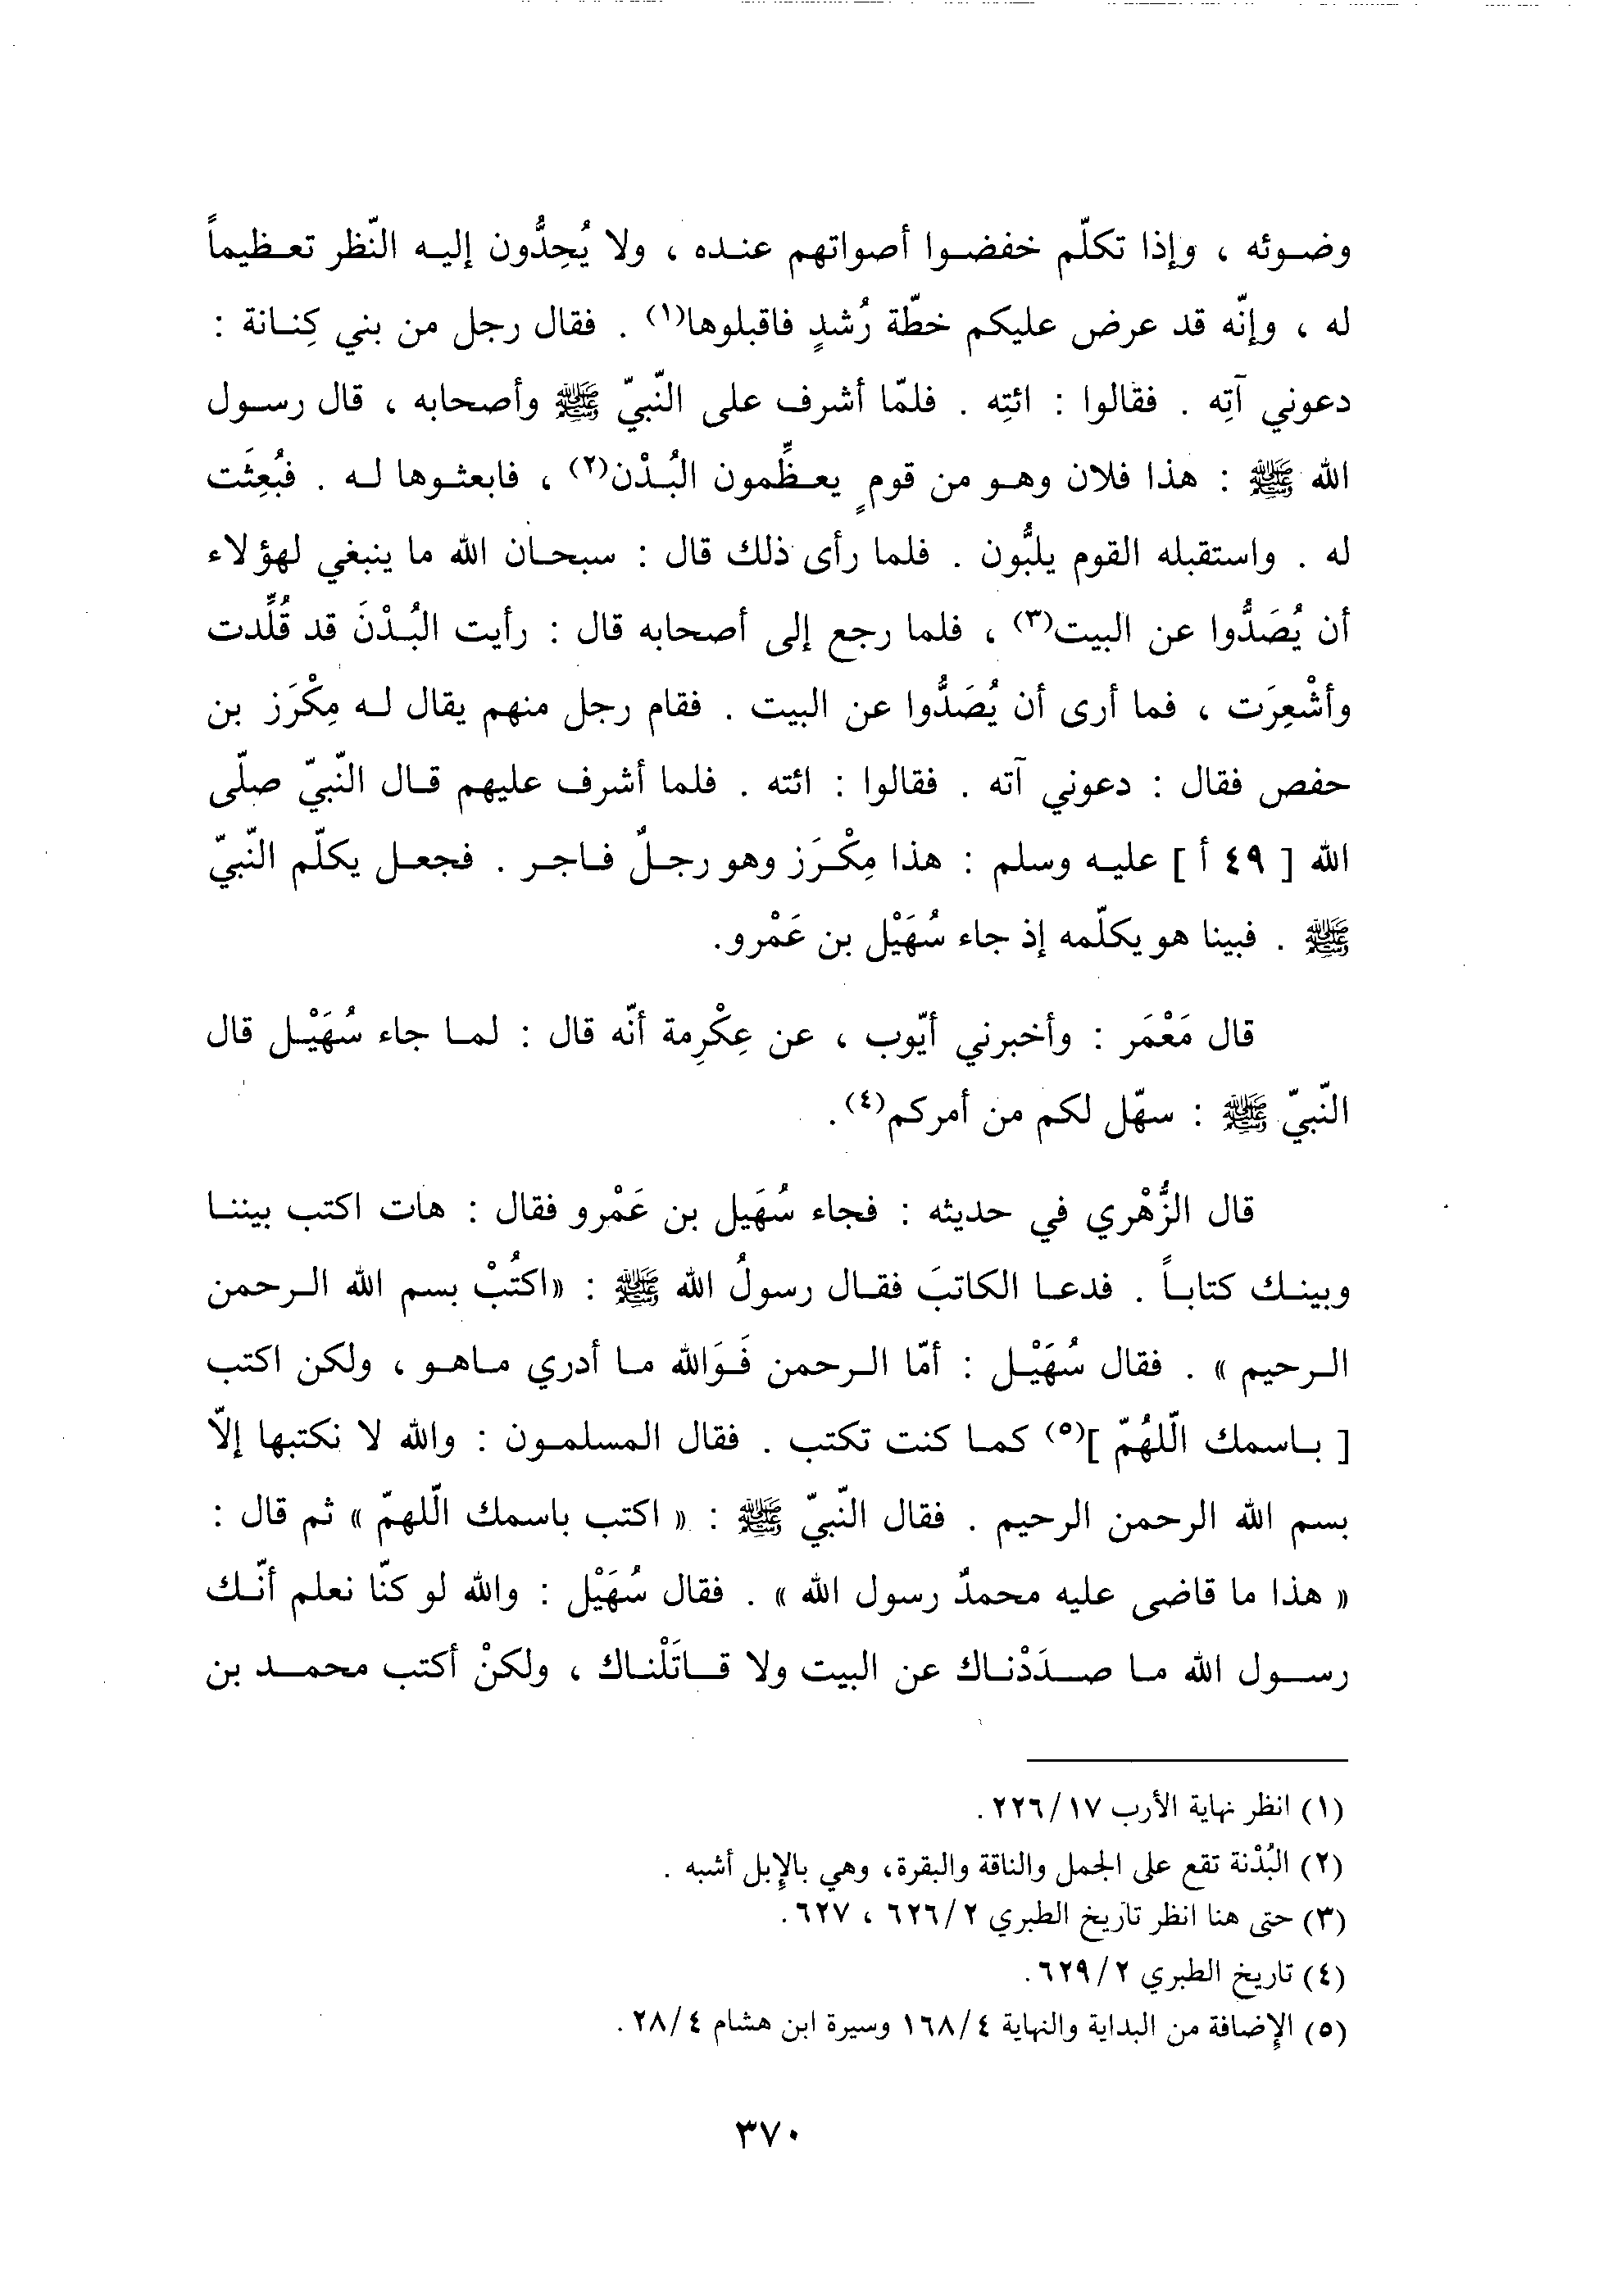 وضوئه ، وإذا تكلّم خفضوا أصواتهم عنده ، ولا يُحِدُّون إليه النّظر تعظيماً
له ، وإنّه قد عرض عليكم خطّة رُشدٍ فاقبلوها(١) . فقال رجل من بني كِنانة :
دعوني آتِه . فقالوا : ائتِه . فلمّا أشرف على النّبيّ ﷺ وأصحابه ، قال رسول
الله ﷺ : هذا فلان وهو من قومٍ يعظِّمون البُدْن(٢) ، فابعثوها له . فبُعِثَت
له . واستقبله القوم يلبُّون . فلما رأى ذلك قال : سبحان الله ما ينبغي لهؤلاء
أن يُصَدُّوا عن البيت(٣) ، فلما رجع إلى أصحابه قال : رأيت البُدْنَ قد قُلِّدت
وأشْعِرَت ، فما أرى أن يُصَدُّوا عن البيت . فقام رجل منهم يقال له مِكْرَز بن
حفص فقال : دعوني آته . فقالوا : ائته . فلما أشرف عليهم قال النّبيّ صلّى
الله [ ٤٩ أ ] عليه وسلم : هذا مِكْرَز وهو رجلٌ فاجر . فجعل يكلّم النّبيّ
ﷺ . فبينا هو يكلّمه إذ جاء سُهَيْل بن عَمْرو.
قال مَعْمَر : وأخبرني أيّوب ، عن عِكْرِمة أنّه قال : لما جاء سُهَيْل قال
النّبيّ ﷺ : سهّل لكم من أمركم(٤).
قال الزُّهْري في حديثه : فجاء سُهَيل بن عَمْرو فقال : هات اكتب بيننا
وبينك كتاباً . فدعا الكاتبَ فقال رسولُ الله ﷺ : «اكتُبْ بسم الله الرحمن
الرحيم » . فقال سُهَيْل : أمّا الرحمن فَوَالله ما أدري ماهو ، ولكن اكتب
[ باسمك الّلهُمّ ](٥) كما كنت تكتب . فقال المسلمون : والله لا نكتبها إلّا
بسم الله الرحمن الرحيم . فقال النّبيّ ﷺ : « اكتب باسمك الّلهمّ » ثم قال :
« هذا ما قاضى عليه محمدٌ رسول الله » . فقال سُهَيْل : والله لو كنّا نعلم أنّك
رسول الله ما صدَدْناك عن البيت ولا قاتَلْناك ، ولكنْ أكتب محمد بن
(١) انظر نهاية الأرب ٢٢٦/١٧ .
(٢) البُدْنة تقع على الجمل والناقة والبقرة، وهي بالإبل أشبه .
(٣) حتى هنا انظر تاريخ الطبري ٦٢٦/٢ ، ٦٢٧.
(٤) تاريخ الطبري ٦٢٩/٢.
(٥) الإضافة من البداية والنهاية ١٦٨/٤ وسيرة ابن هشام ٢٨/٤ .
٣٧٠